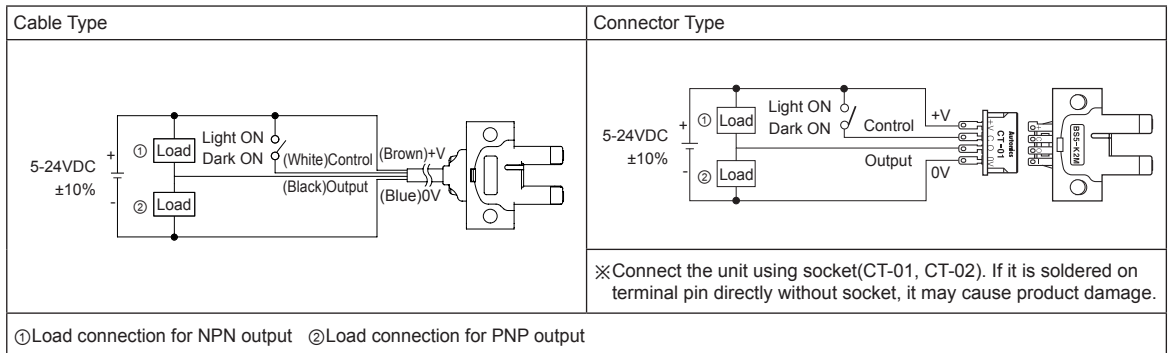 Cable Type
Connector Type
5-24VDC
±10%
+
-
① Load
② Load
Light ON
Dark ON
(White)Control
(Brown)+V
(Black)Output
(Blue)0V
5-24VDC
±10%
+
-
① Load
② Load
Light ON
Dark ON
Control
+V
Output
0V
Autonics
CT-01
BS5-K2M
※Connect the unit using socket(CT-01, CT-02). If it is soldered on
terminal pin directly without socket, it may cause product damage.
①Load connection for NPN output ②Load connection for PNP output